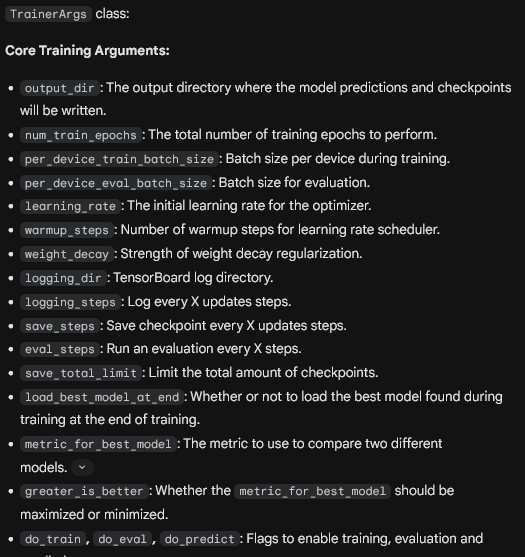 TrainerArgs class:
Core Training Arguments:
output_dir: The output directory where the model predictions and checkpoints
will be written.
num_train_epochs: The total number of training epochs to perform.
per_device_train_batch_size: Batch size per device during training.
per_device_eval_batch_size: Batch size for evaluation.
learning_rate: The initial learning rate for the optimizer.
warmup_steps: Number of warmup steps for learning rate scheduler.
weight_decay: Strength of weight decay regularization.
logging_dir: TensorBoard log directory.
logging_steps: Log every X updates steps.
save_steps: Save checkpoint every X updates steps.
eval_steps: Run an evaluation every X steps.
save_total_limit: Limit the total amount of checkpoints.
load_best_model_at_end: Whether or not to load the best model found during
training at the end of training.
metric_for_best_model: The metric to use to compare two different
models.
greater_is_better: Whether the metric_for_best_model should be
maximized or minimized.
do_train, do_eval, do_predict: Flags to enable training, evaluation and